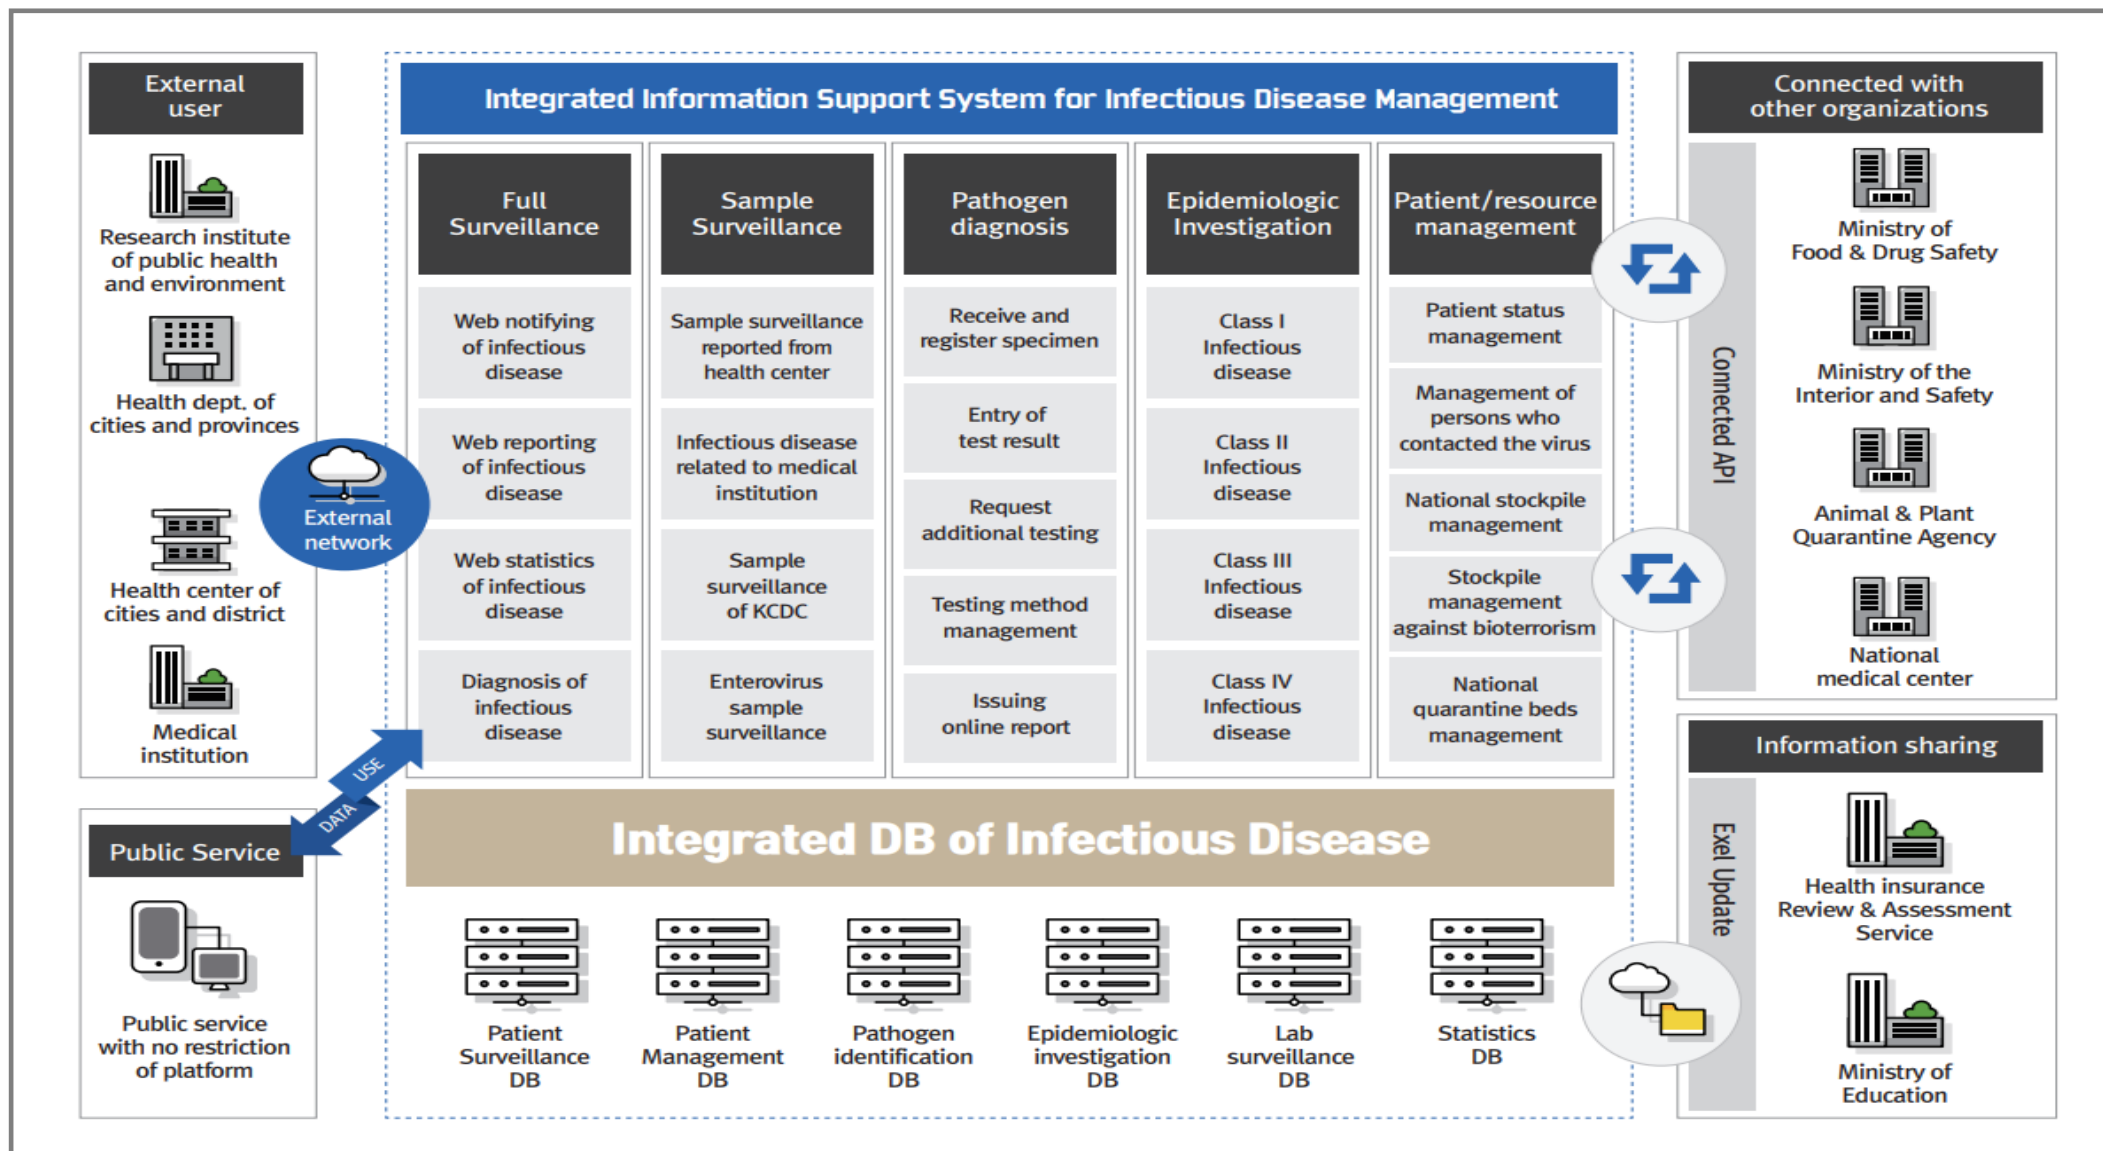 External
user
Research institute
of public health
and environment
Health dept. of
cities and provinces
Health center of
cities and district
Medical
institution
External
network
USE
DATA
Public Service
Public service
with no restriction
of platform
Integrated Information Support System for Infectious Disease Management
Full
Surveillance
Web notifying
of infectious
disease
Web reporting
of infectious
disease
Web statistics
of infectious
disease
Diagnosis of
infectious
disease
Sample
Surveillance
Sample surveillance
reported from
health center
Infectious disease
related to medical
institution
Sample
surveillance
of KCDC
Enterovirus
sample
surveillance
Pathogen
diagnosis
Receive and
register specimen
Entry of
test result
Request
additional testing
Testing method
management
Issuing
online report
Epidemiologic
Investigation
Class I
Infectious
disease
Class II
Infectious
disease
Class III
Infectious
disease
Class IV
Infectious
disease
Patient/resource
management
Patient status
management
Management of
persons who
contacted the virus
National stockpile
management
Stockpile
management
against bioterrorism
National
quarantine beds
management
Integrated DB of Infectious Disease
Patient
Surveillance
DB
Patient
Management
DB
Pathogen
identification
DB
Epidemiologic
investigation
DB
Lab
surveillance
DB
Statistics
DB
Connected with
other organizations
Connected API
Ministry of
Food & Drug Safety
Ministry of the
Interior and Safety
Animal & Plant
Quarantine Agency
National
medical center
Information sharing
Exel Update
Health insurance
Review & Assessment
Service
Ministry of
Education